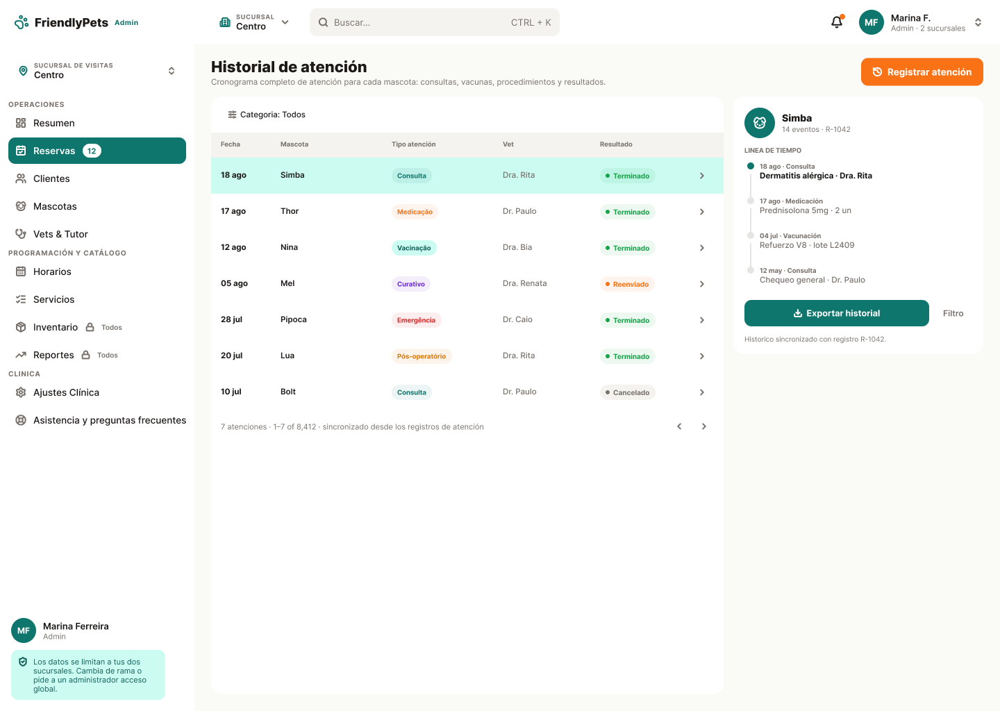 FriendlyPets Admin
SUCURSAL
Centro
Buscar...
CTRL + K
MF
Marina F.
Admin · 2 sucursales
SUCURSAL DE VISITAS
Centro
OPERACIONES
Resumen
Reservas 12
Clientes
Mascotas
Vets & Tutor
PROGRAMACIÓN Y CATÁLOGO
Horarios
Servicios
Inventario Todos
Reportes Todos
CLINICA
Ajustes Clínica
Asistencia y preguntas frecuentes
MF
Marina Ferreira
Admin
Los datos se limitan a tus dos
sucursales. Cambia de rama o
pide a un administrador acceso
global.
Historial de atención
Cronograma completo de atención para cada mascota: consultas, vacunas, procedimientos y resultados.
Registrar atención
Categoria: Todos
Fecha Mascota Tipo atención Vet Resultado
18 ago Simba Consulta Dra. Rita Terminado
17 ago Thor Medicação Dr. Paulo Terminado
12 ago Nina Vacinação Dra. Bia Terminado
05 ago Mel Curativo Dra. Renata Reenviado
28 jul Pipoca Emergência Dr. Caio Terminado
20 jul Lua Pós-operatório Dra. Rita Terminado
10 jul Bolt Consulta Dr. Paulo Cancelado
7 atenciones · 1–7 of 8,412 · sincronizado desde los registros de atención
Simba
14 eventos · R-1042
LINEA DE TIEMPO
18 ago · Consulta
Dermatitis alérgica · Dra. Rita
17 ago · Medicación
Prednisolona 5mg · 2 un
04 jul · Vacunación
Refuerzo V8 · lote L2409
12 may · Consulta
Chequeo general · Dr. Paulo
Exportar historial
Filtro
Historico sincronizado con registro R-1042.